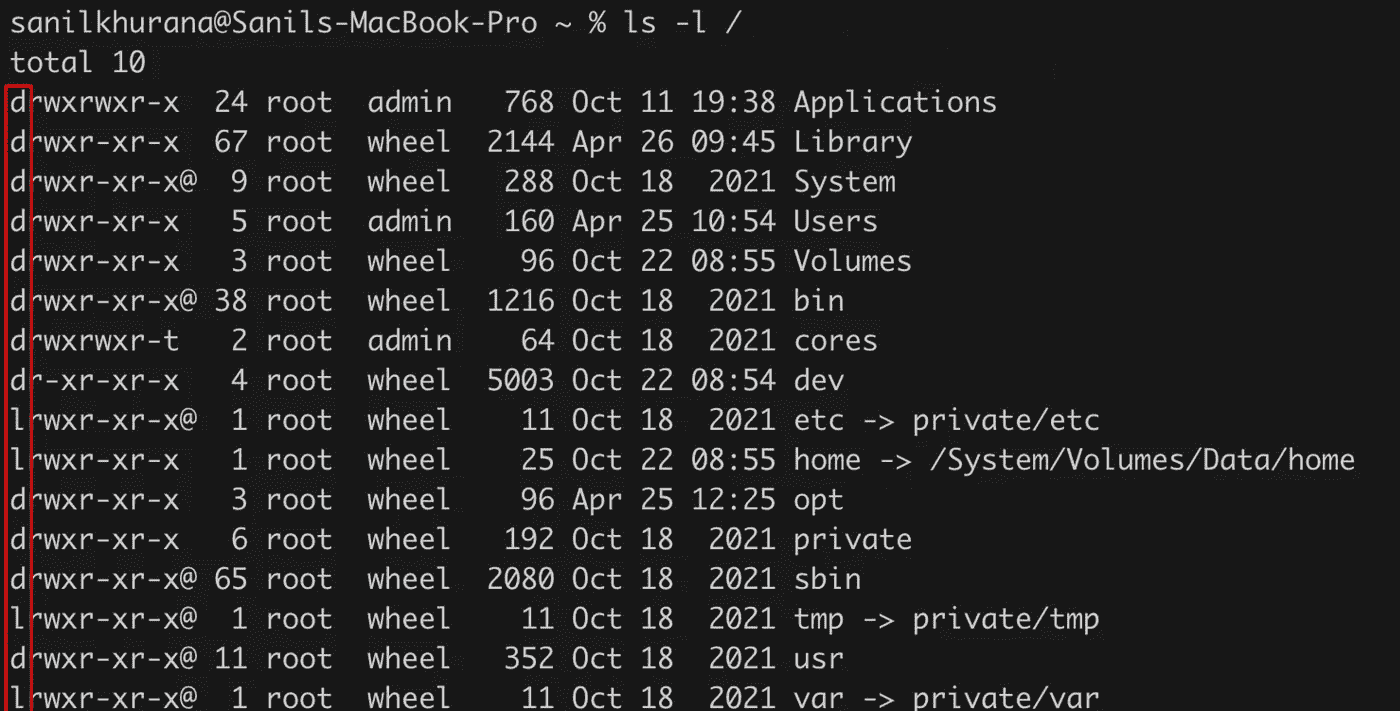 sanilkhurana@Sanils-MacBook-Pro ~ % ls -l /
total 10
drwxrwxr-x  24 root  admin   768 Oct 11 19:38 Applications
drwxr-xr-x  67 root  wheel  2144 Apr 26 09:45 Library
drwxr-xr-x@  9 root  wheel   288 Oct 18  2021 System
drwxr-xr-x   5 root  admin   160 Apr 25 10:54 Users
drwxr-xr-x   3 root  wheel    96 Oct 22 08:55 Volumes
drwxr-xr-x@ 38 root  wheel  1216 Oct 18  2021 bin
drwxrwxr-t   2 root  admin    64 Oct 18  2021 cores
dr-xr-xr-x   4 root  wheel  5003 Oct 22 08:54 dev
lrwxr-xr-x@  1 root  wheel    11 Oct 18  2021 etc -> private/etc
lrwxr-xr-x   1 root  wheel    25 Oct 22 08:55 home -> /System/Volumes/Data/home
drwxr-xr-x   3 root  wheel    96 Apr 25 12:25 opt
drwxr-xr-x   6 root  wheel   192 Oct 18  2021 private
drwxr-xr-x@ 65 root  wheel  2080 Oct 18  2021 sbin
lrwxr-xr-x@  1 root  wheel    11 Oct 18  2021 tmp -> private/tmp
drwxr-xr-x@ 11 root  wheel   352 Oct 18  2021 usr
lrwxr-xr-x@  1 root  wheel    11 Oct 18  2021 var -> private/var